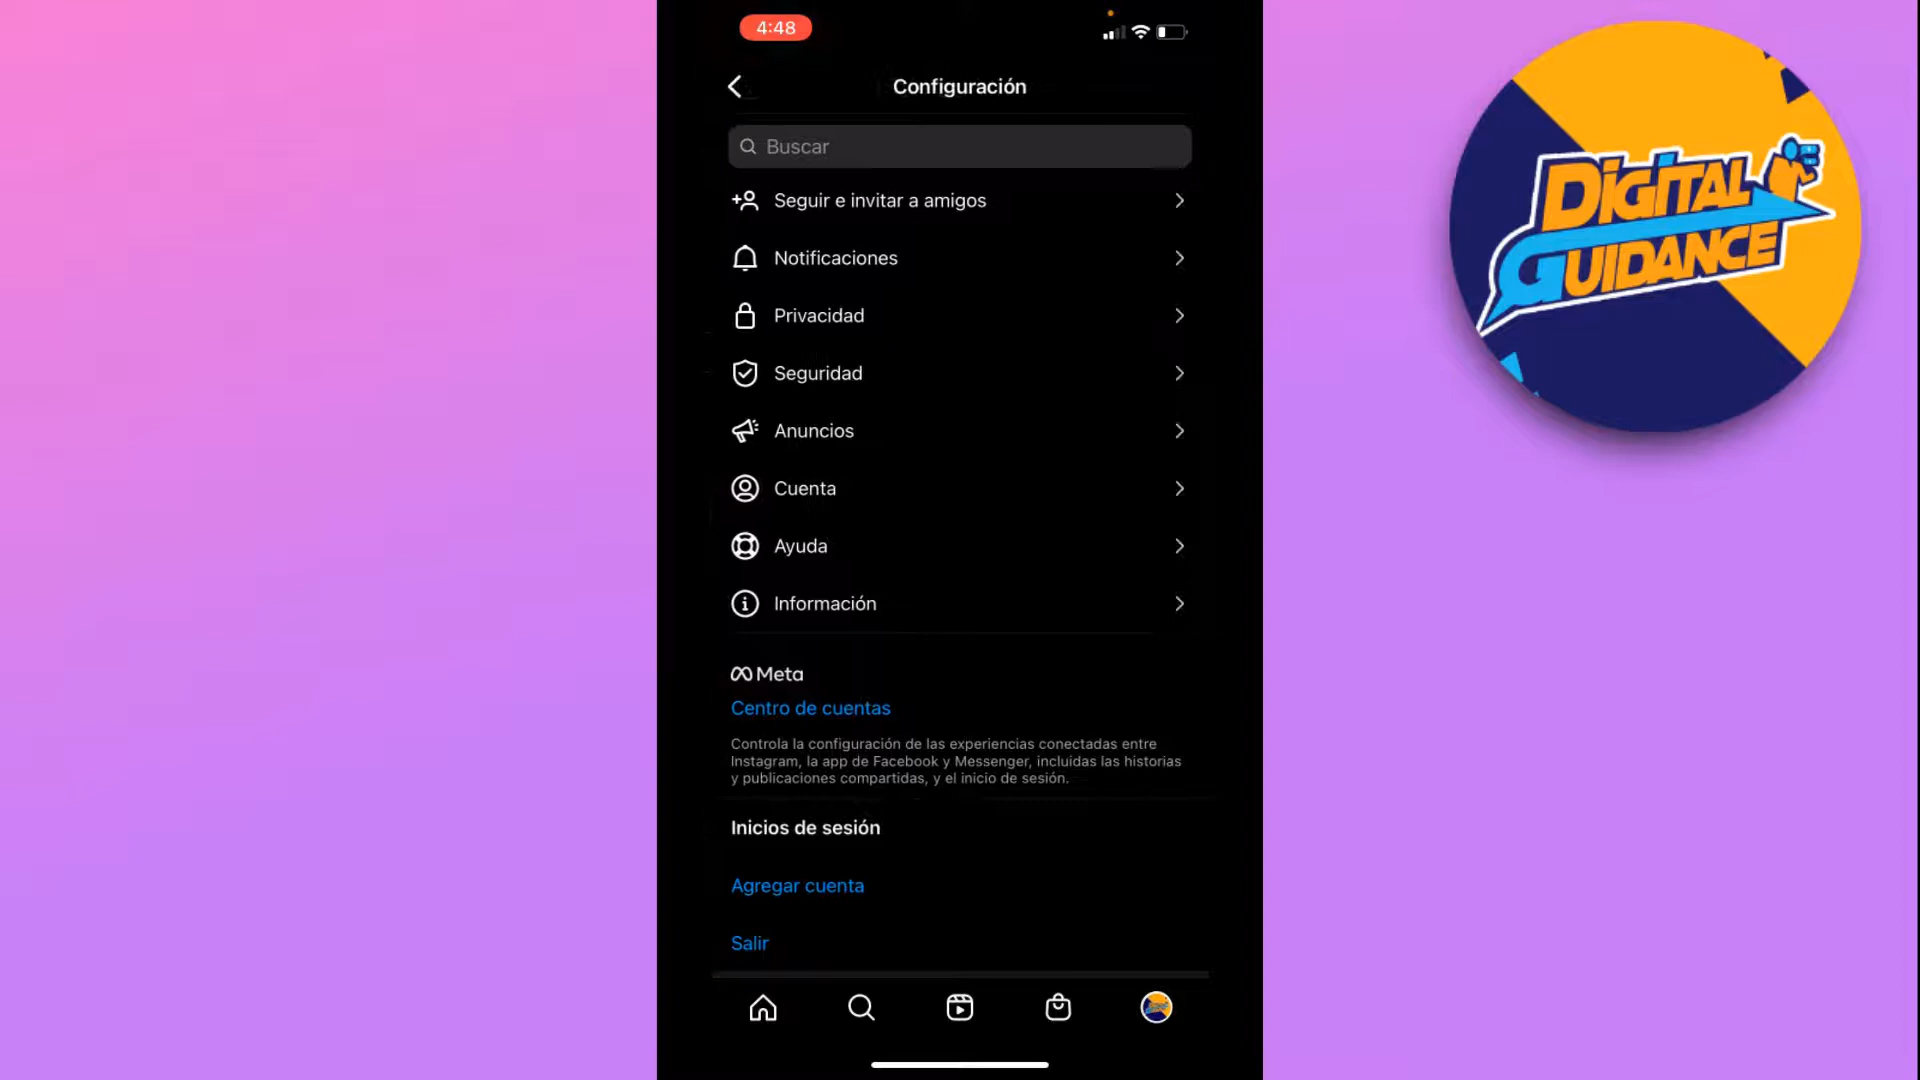 4:48
Configuración
Buscar
Seguir e invitar a amigos
Notificaciones
Privacidad
Seguridad
Anuncios
Cuenta
Ayuda
Información
Meta
Centro de cuentas
Controla la configuración de las experiencias conectadas entre
Instagram, la app de Facebook y Messenger, incluidas las historias
y publicaciones compartidas, y el inicio de sesión.
Inicios de sesión
Agregar cuenta
Salir
DIGITAL
GUIDANCE